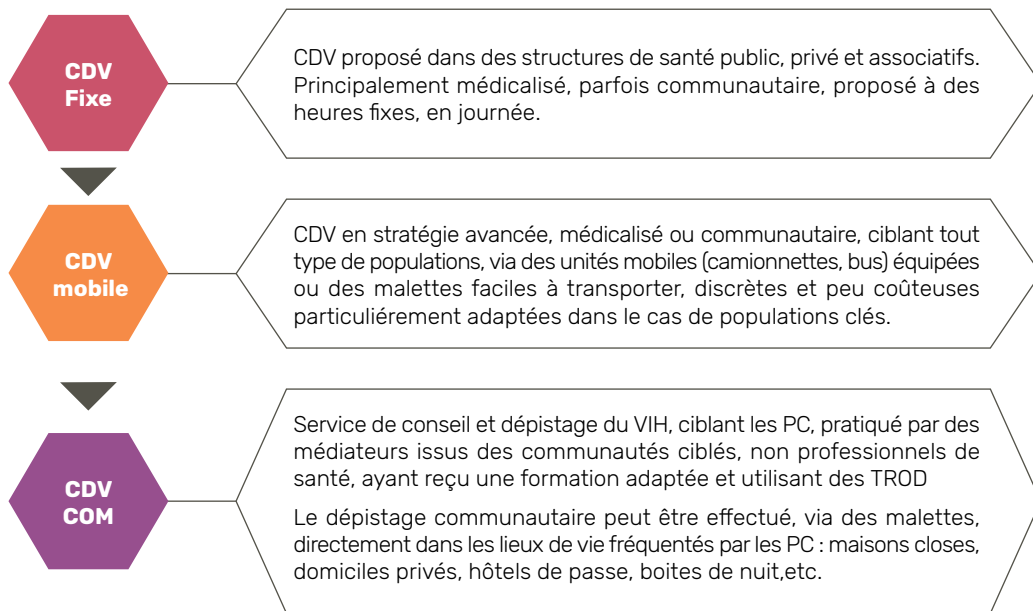 CDV
Fixe
CDV proposé dans des structures de santé public, privé et associatifs.
Principalement médicalisé, parfois communautaire, proposé à des
heures fixes, en journée.
CDV
mobile
CDV en stratégie avancée, médicalisé ou communautaire, ciblant tout
type de populations, via des unités mobiles (camionnettes, bus) équipées
ou des malettes faciles à transporter, discrètes et peu coûteuses
particuliérement adaptées dans le cas de populations clés.
CDV
COM
Service de conseil et dépistage du VIH, ciblant les PC, pratiqué par des
médiateurs issus des communautés ciblés, non professionnels de
santé, ayant reçu une formation adaptée et utilisant des TROD
Le dépistage communautaire peut être effectué, via des malettes,
directement dans les lieux de vie fréquentés par les PC : maisons closes,
domiciles privés, hôtels de passe, boites de nuit,etc.